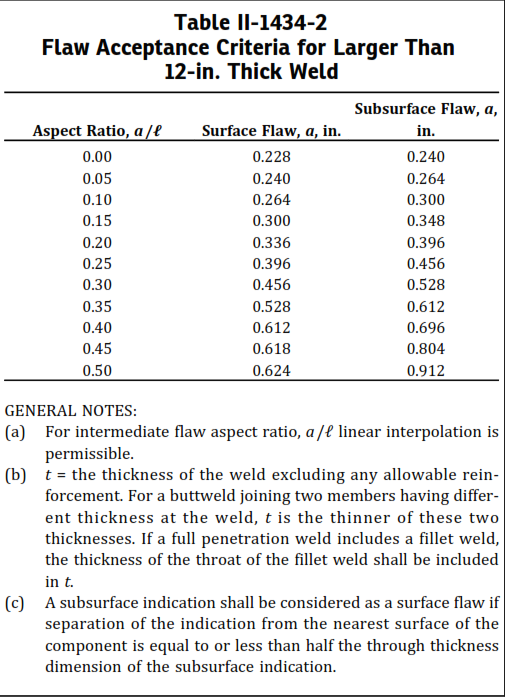 Table II-1434-2
Flaw Acceptance Criteria for Larger Than
12-in. Thick Weld
Subsurface Flaw, a,
Aspect Ratio, a/ℓ Surface Flaw, a, in. in.
0.00 0.228 0.240
0.05 0.240 0.264
0.10 0.264 0.300
0.15 0.300 0.348
0.20 0.336 0.396
0.25 0.396 0.456
0.30 0.456 0.528
0.35 0.528 0.612
0.40 0.612 0.696
0.45 0.618 0.804
0.50 0.624 0.912
GENERAL NOTES:
(a) For intermediate flaw aspect ratio, a/ℓ linear interpolation is
permissible.
(b) t = the thickness of the weld excluding any allowable rein-
forcement. For a buttweld joining two members having differ-
ent thickness at the weld, t is the thinner of these two
thicknesses. If a full penetration weld includes a fillet weld,
the thickness of the throat of the fillet weld shall be included
in t.
(c) A subsurface indication shall be considered as a surface flaw if
separation of the indication from the nearest surface of the
component is equal to or less than half the through thickness
dimension of the subsurface indication.